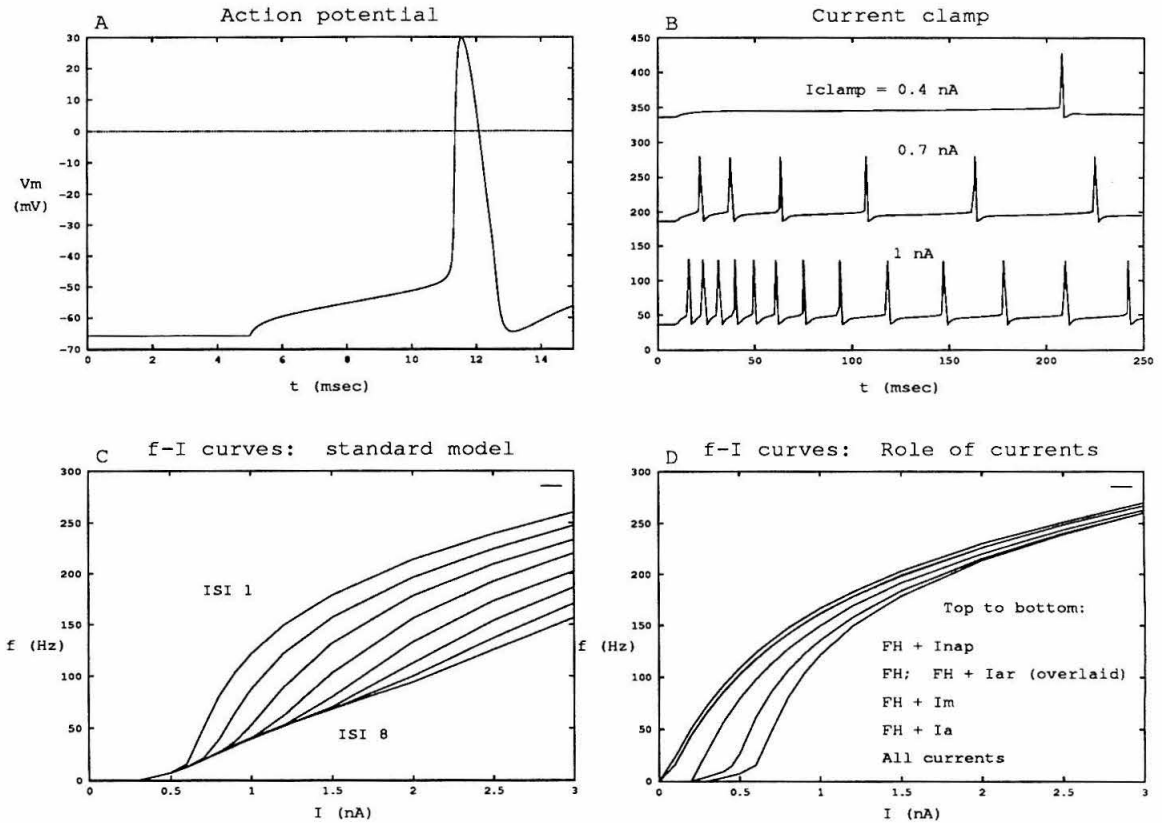 A Action potential
30
20
10
0
-10
-20
-30
-40
-50
-60
-70
Vm
(mV)
0 2 4 6 8 10 12 14
t (msec)
B Current clamp
450
400
350
300
250
200
150
100
50
0
Iclamp = 0.4 nA
0.7 nA
1 nA
0 50 100 150 200 250
t (msec)
C f-I curves: standard model
300
250
200
150
100
50
0
f (Hz)
ISI 1
ISI 8
0 0.5 1 1.5 2 2.5 3
I (nA)
D f-I curves: Role of currents
300
250
200
150
100
50
0
f (Hz)
Top to bottom:
FH + Inap
FH; FH + Iar (overlaid)
FH + Im
FH + Ia
All currents
0 0.5 1 1.5 2 2.5 3
I (nA)